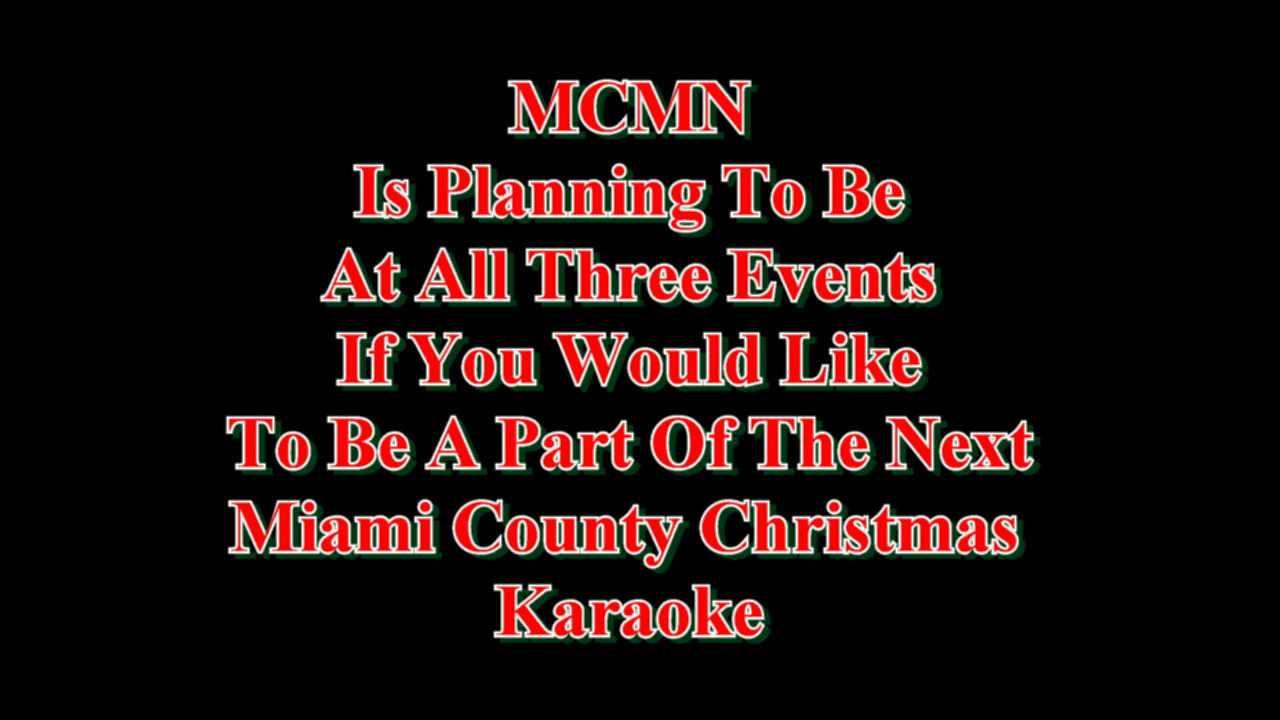 MCMN
Is Planning To Be
At All Three Events
If You Would Like
To Be A Part Of The Next
Miami County Christmas
Karaoke